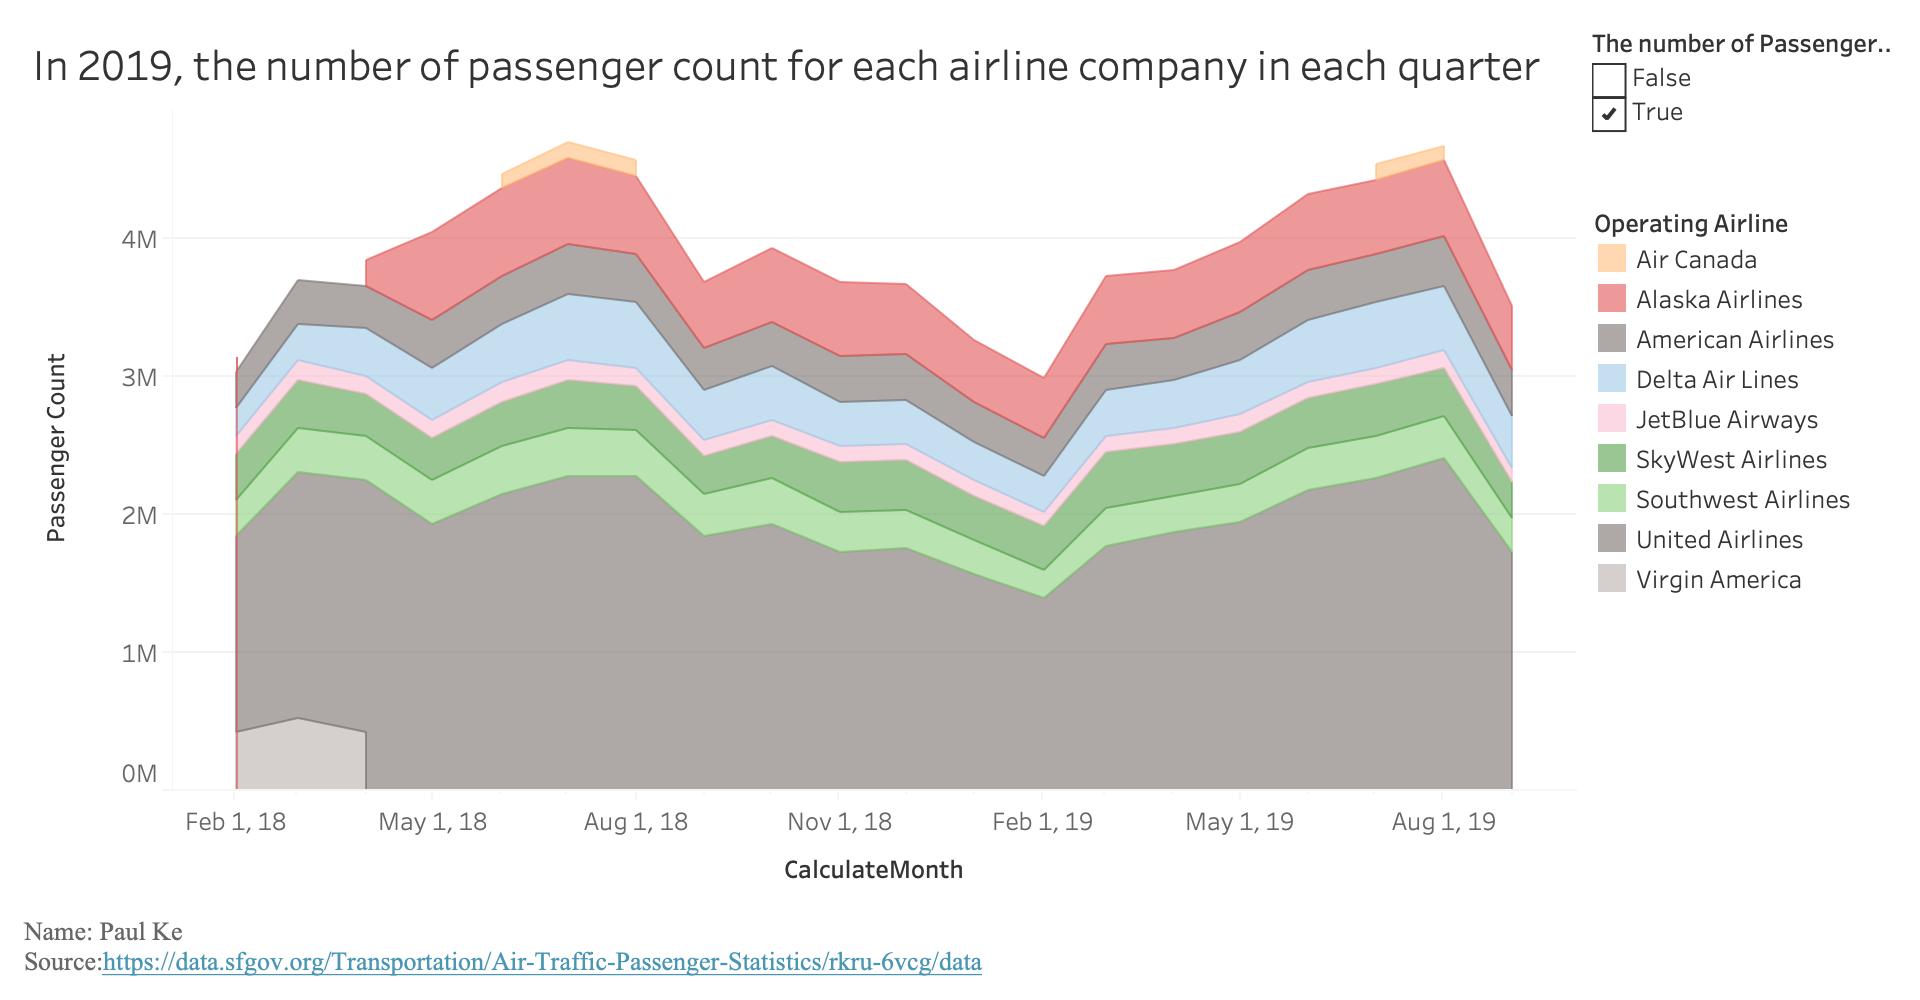 In 2019, the number of passenger count for each airline company in each quarter
The number of Passenger..
False
True
Operating Airline
Air Canada
Alaska Airlines
American Airlines
Delta Air Lines
JetBlue Airways
SkyWest Airlines
Southwest Airlines
United Airlines
Virgin America
Passenger Count
4M
3M
2M
1M
0M
Feb 1, 18
May 1, 18
Aug 1, 18
Nov 1, 18
Feb 1, 19
May 1, 19
Aug 1, 19
CalculateMonth
Name: Paul Ke
Source:https://data.sfgov.org/Transportation/Air-Traffic-Passenger-Statistics/rkru-6vcg/data